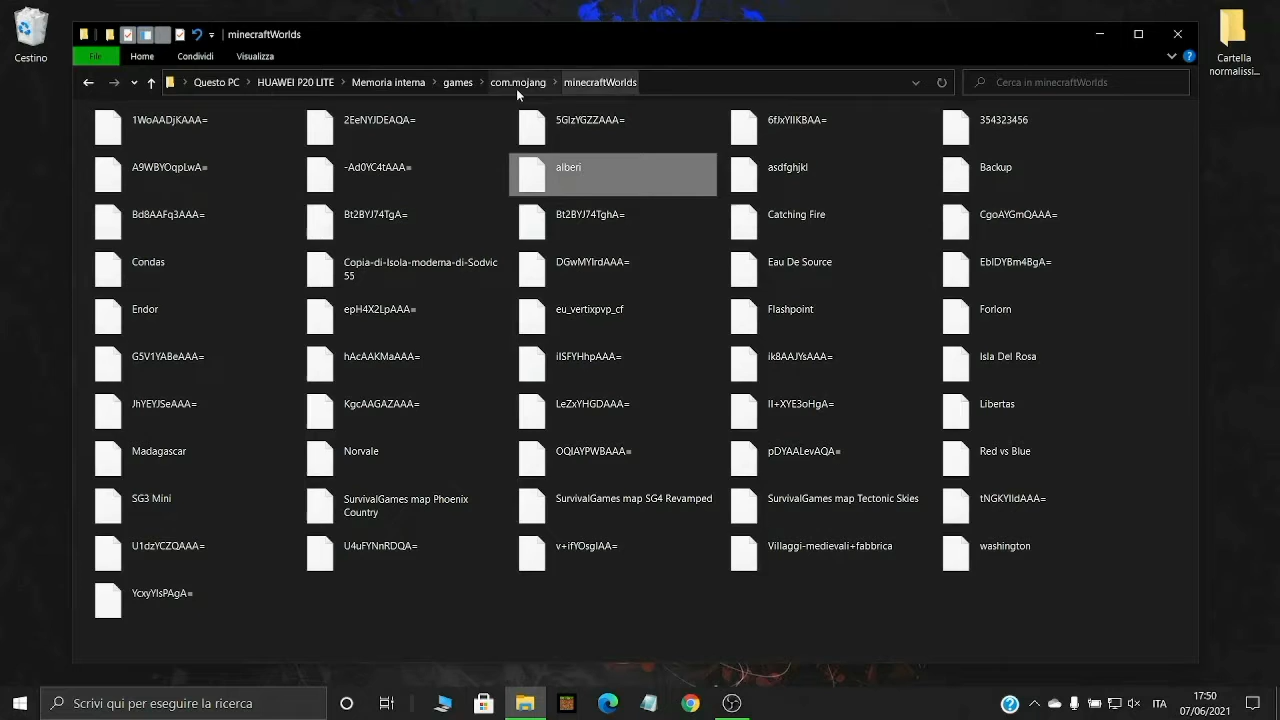 Cestino
minecraftWorlds
File
Home
Condividi
Visualizza
Questo PC
HUAWEI P20 LITE
Memoria interna
games
com.mojang
minecraftWorlds
Cerca in minecraftWorlds
Cartella
normalissi...
1WoAADjKAAA=
2EeNYJDEAQA=
5GIzYGZZAAA=
6fJxYIIKBAA=
354323456
A9WBYOqpLwA=
-Ad0YC4tAAA=
alberi
asdfghjkl
Backup
Bd8AAFq3AAA=
Bt2BYJ74TgA=
Bt2BYJ74TghA=
Catching Fire
CgoAYGmQAAA=
Condas
Copia-di-Isola-moderna-di-Sodvic
55
DGwMYIrdAAA=
Eau De Source
EbIDYBm4BgA=
Endor
epH4X2LpAAA=
eu_vertixpvp_cf
Flashpoint
Forlorn
G5V1YABeAAA=
hAcAAKMaAAA=
iISFYHhpAAA=
ik8AAJYsAAA=
Isla Del Rosa
JhYEYJSeAAA=
KgcAAGAZAAA=
LeZxYHGDAAA=
II+XYE3oHgA=
Libertas
Madagascar
Norvale
OQIAYPWBAAA=
pDYAALevAQA=
Red vs Blue
SG3 Mini
SurvivalGames map Phoenix
Country
SurvivalGames map SG4 Revamped
SurvivalGames map Tectonic Skies
tNGKYIIdAAA=
U1dzYCZQAAA=
U4uFYNnRDQA=
v+ifYOsgIAA=
Villaggi-medievali+fabbrica
washington
YcxyYIsPAgA=
Scrivi qui per eseguire la ricerca
ITA
17:50
07/06/2021